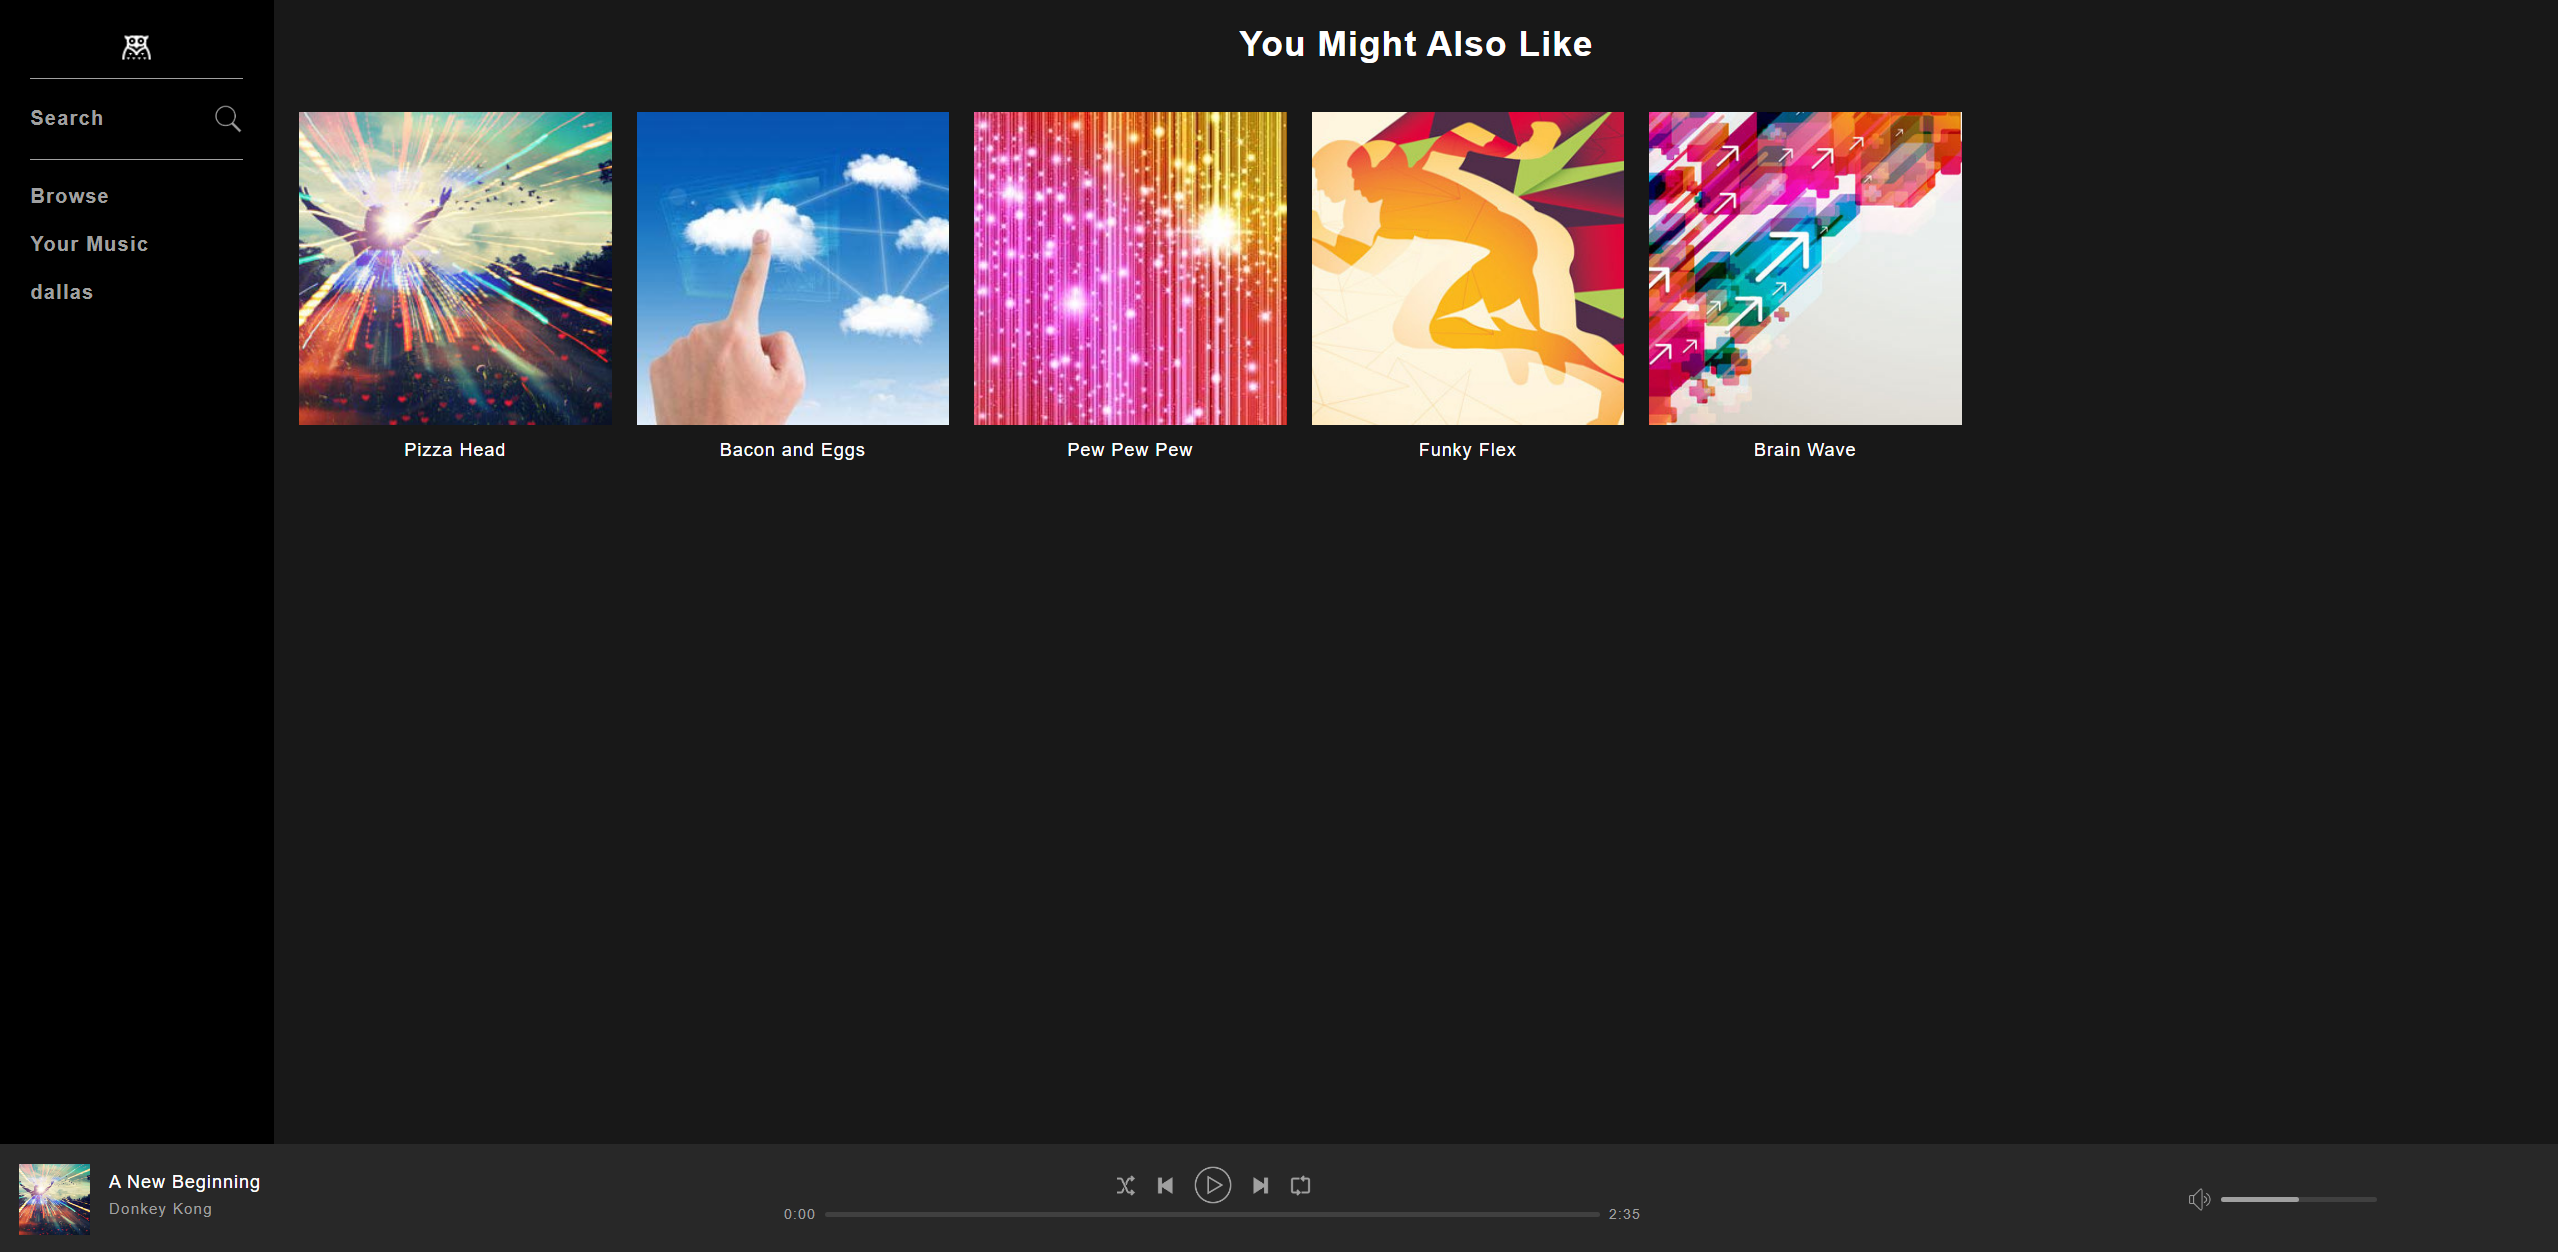 You Might Also Like
Search
Browse
Your Music
dallas
Pizza Head
Bacon and Eggs
Pew Pew Pew
Funky Flex
Brain Wave
A New Beginning
Donkey Kong
0:00
2:35